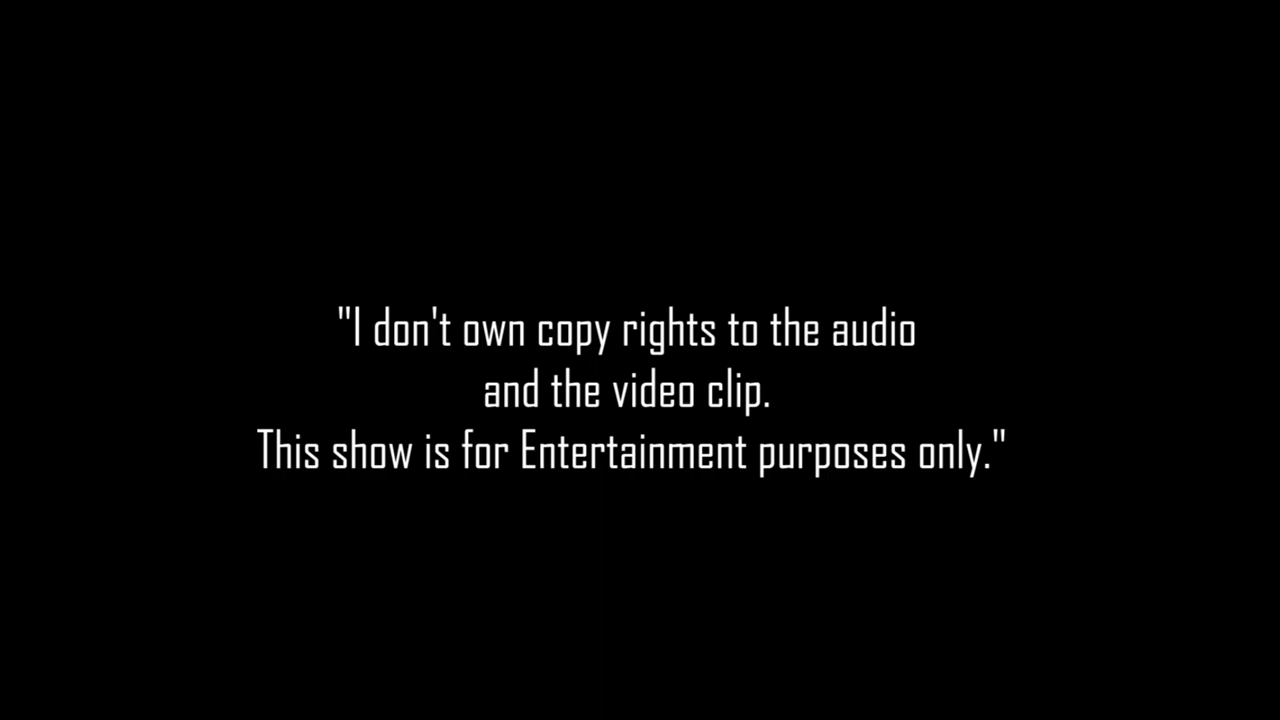 "I don't own copy rights to the audio
and the video clip.
This show is for Entertainment purposes only."